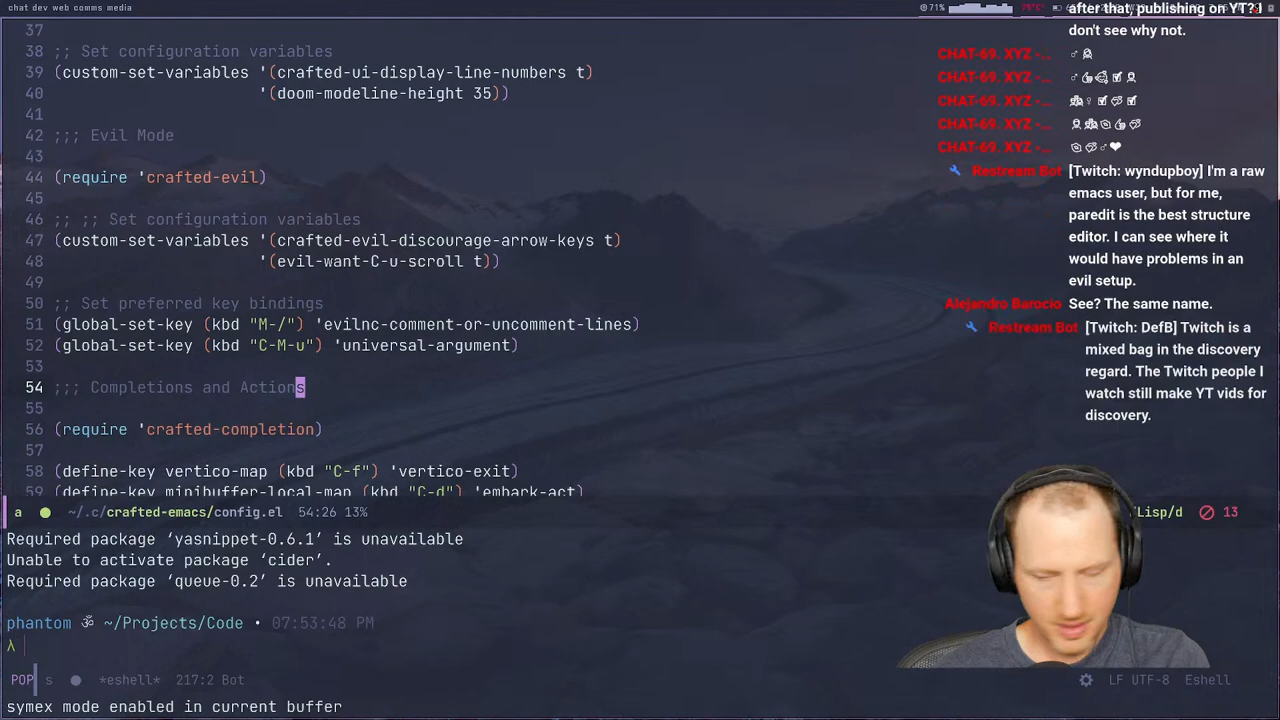 chat dev web comms media
71%
75°C
37
38 ;; Set configuration variables
39 (custom-set-variables '(crafted-ui-display-line-numbers t)
40 '(doom-modeline-height 35))
41
42 ;;; Evil Mode
43
44 (require 'crafted-evil)
45
46 ;; ;; Set configuration variables
47 (custom-set-variables '(crafted-evil-discourage-arrow-keys t)
48 '(evil-want-C-u-scroll t))
49
50 ;; Set preferred key bindings
51 (global-set-key (kbd "M-/") 'evilnc-comment-or-uncomment-lines)
52 (global-set-key (kbd "C-M-u") 'universal-argument)
53
54 ;;; Completions and Actions
55
56 (require 'crafted-completion)
57
58 (define-key vertico-map (kbd "C-f") 'vertico-exit)
59 (define-key minibuffer-local-map (kbd "C-d") 'embark-act)
a ~/.c/crafted-emacs/config.el 54:26 13% Lisp/d 13
Required package ‘yasnippet-0.6.1’ is unavailable
Unable to activate package ‘cider’.
Required package ‘queue-0.2’ is unavailable
phantom ॐ ~/Projects/Code • 07:53:48 PM
λ
POP s *eshell* 217:2 Bot LF UTF-8 Eshell
symex mode enabled in current buffer
after that, publishing on YT? I
don't see why not.
CHAT-69. XYZ -...
CHAT-69. XYZ -...
CHAT-69. XYZ -...
CHAT-69. XYZ -...
CHAT-69. XYZ -...
Restream Bot [Twitch: wyndupboy] I'm a raw
emacs user, but for me,
paredit is the best structure
editor. I can see where it
would have problems in an
evil setup.
Alejandro Barocio See? The same name.
Restream Bot [Twitch: DefB] Twitch is a
mixed bag in the discovery
regard. The Twitch people I
watch still make YT vids for
discovery.